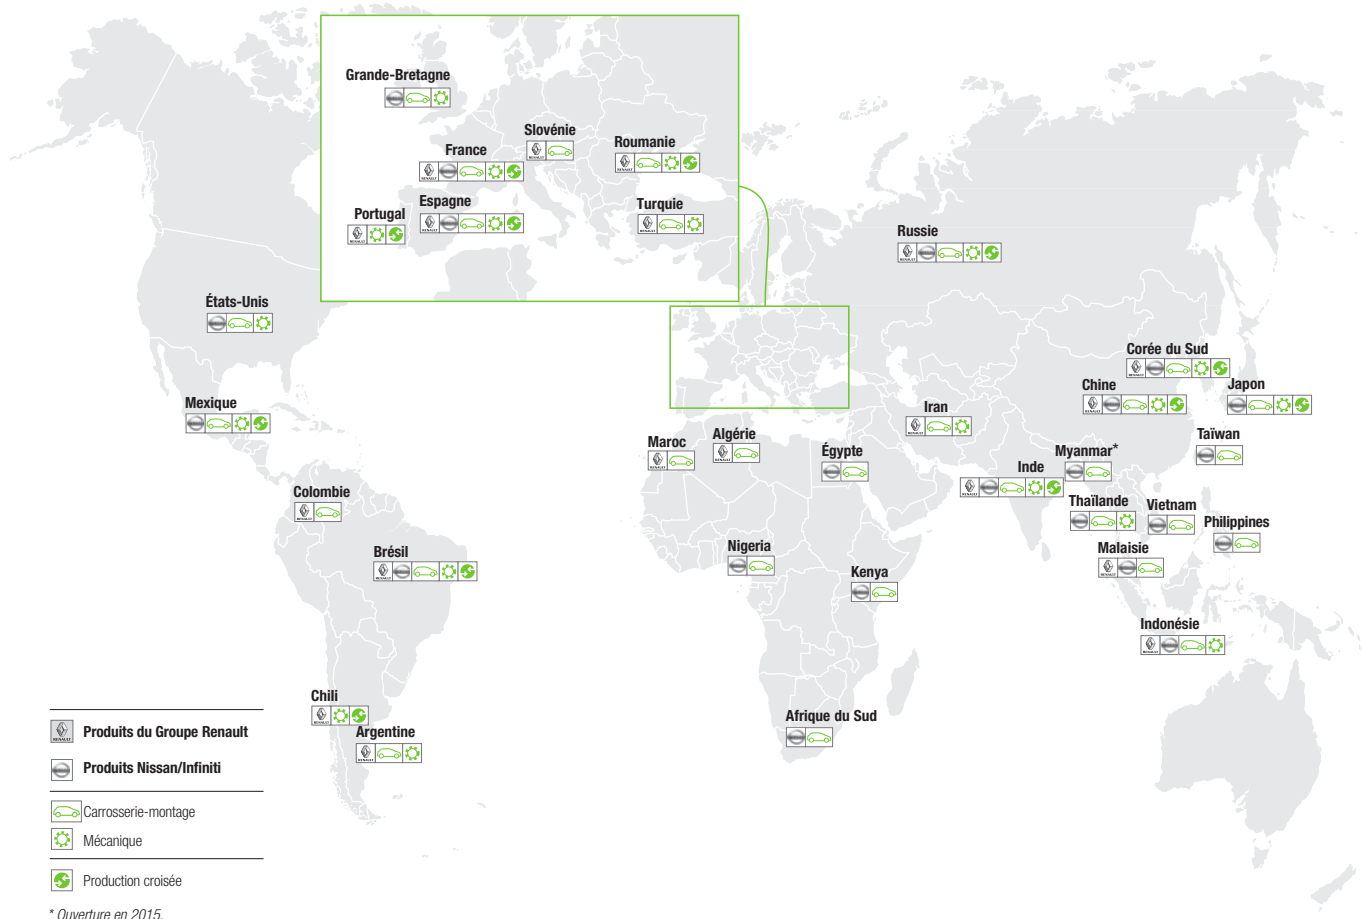 Grande-Bretagne
Slovénie
France
Roumanie
Espagne
Portugal
Turquie
Russie
États-Unis
Corée du Sud
Chine
Japon
Mexique
Iran
Maroc
Algérie
Égypte
Myanmar*
Taïwan
Inde
Colombie
Thaïlande
Vietnam
Philippines
Brésil
Nigeria
Malaisie
Kenya
Indonésie
Chili
Argentine
Afrique du Sud
RENAULT
Produits du Groupe Renault
Produits Nissan/Infiniti
Carrosserie-montage
Mécanique
Production croisée
* Ouverture en 2015.